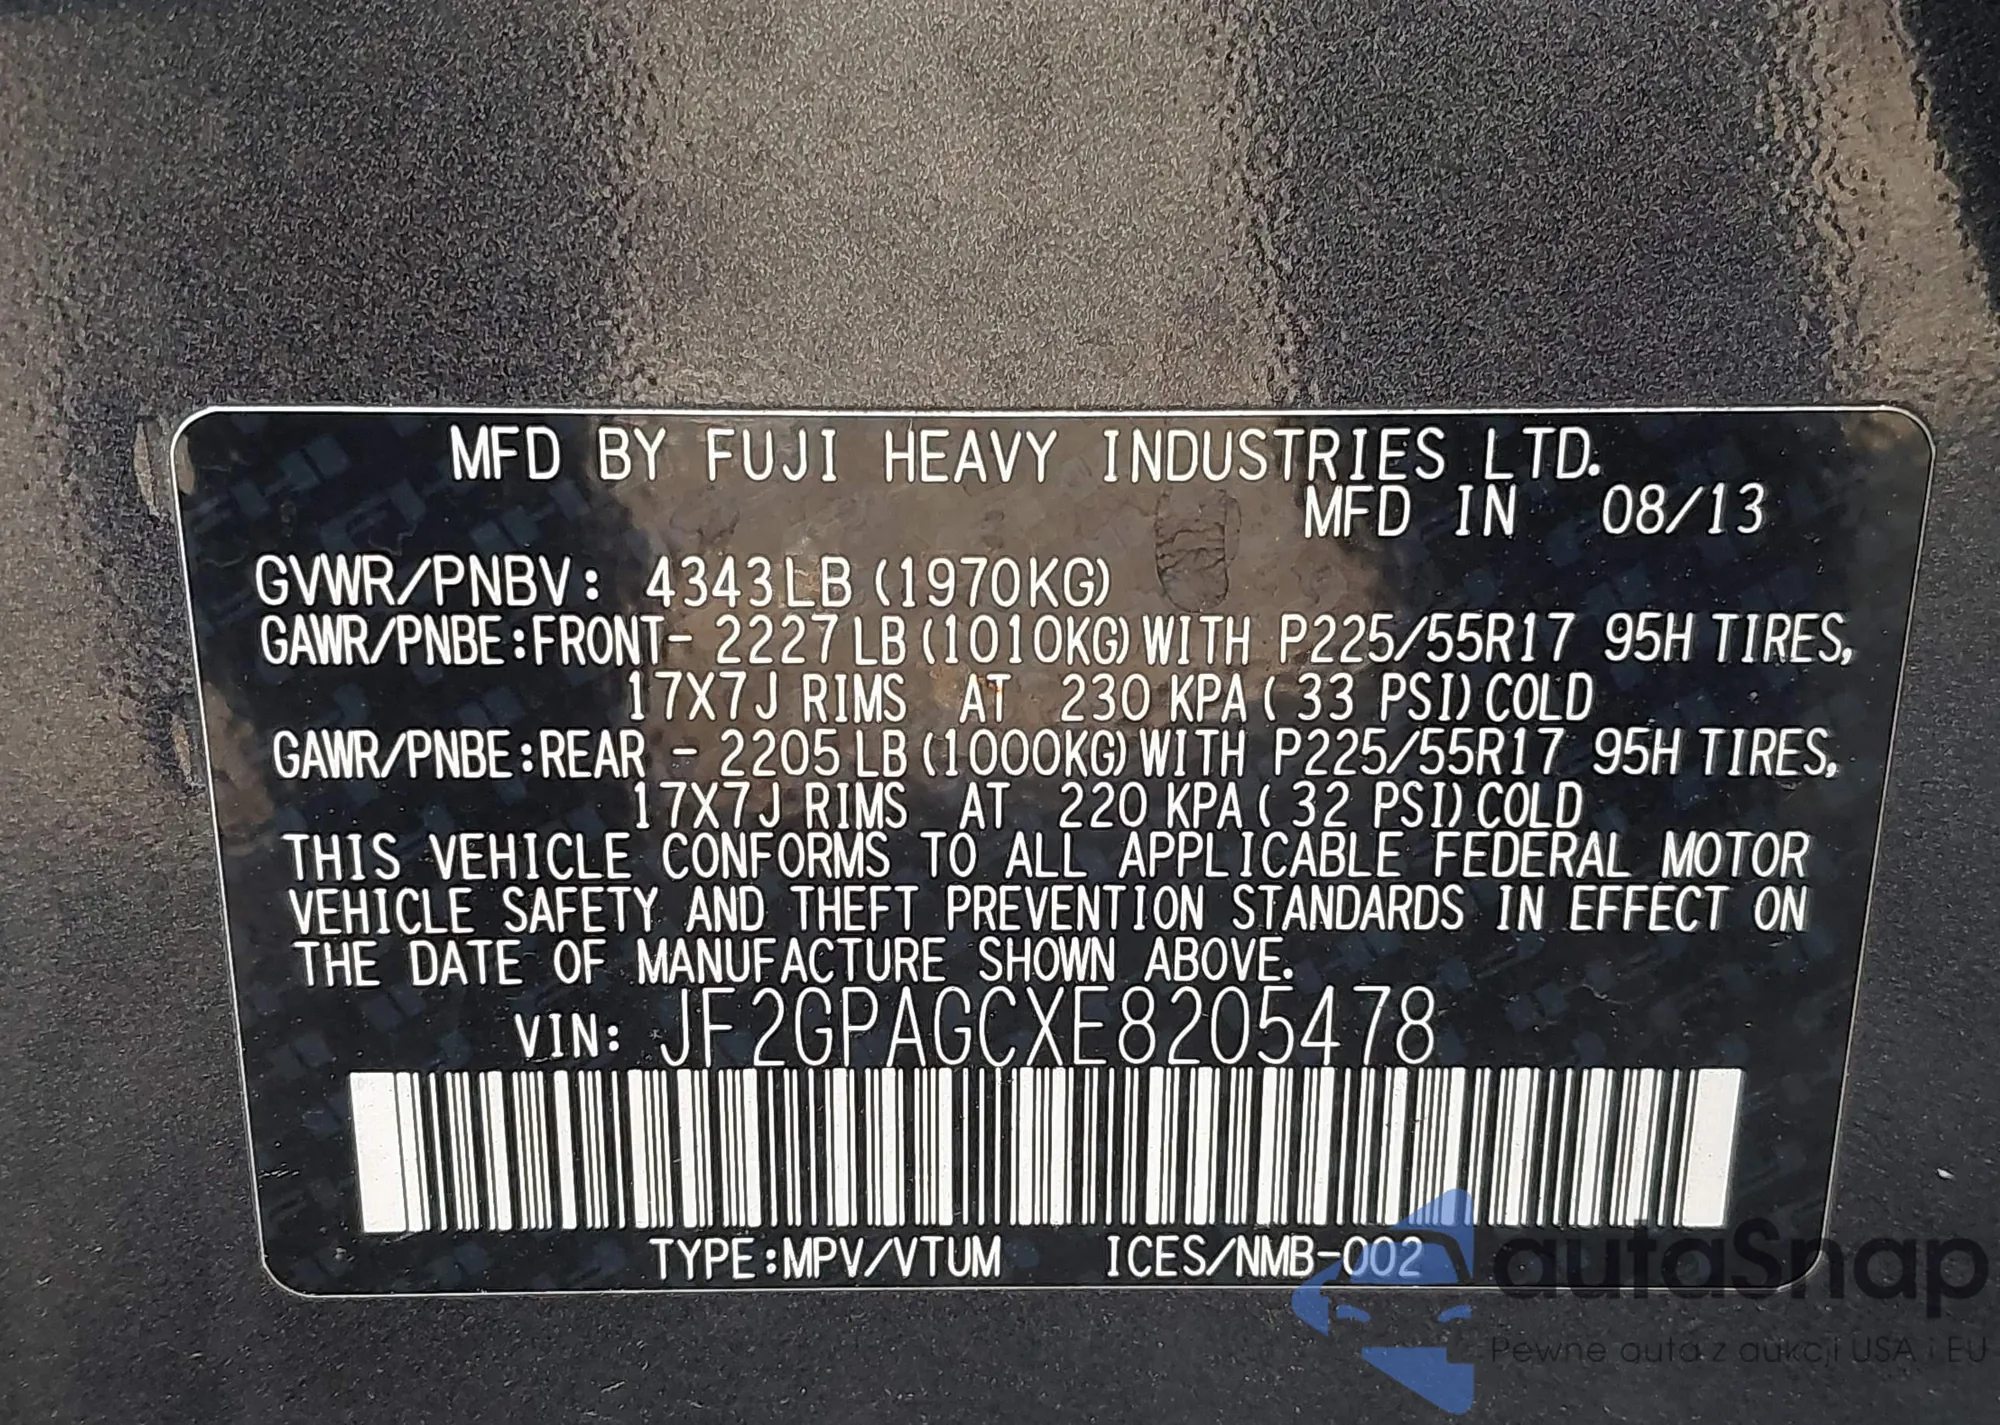 MFD BY FUJI HEAVY INDUSTRIES LTD.
MFD IN 08/13
GVWR/PNBV: 4343LB (1970KG)
GAWR/PNBE:FRONT- 2227LB (1010KG) WITH P225/55R17 95H TIRES,
17X7J RIMS AT 230 KPA ( 33 PSI) COLD
GAWR/PNBE:REAR - 2205LB (1000KG) WITH P225/55R17 95H TIRES,
17X7J RIMS AT 220 KPA ( 32 PSI) COLD
THIS VEHICLE CONFORMS TO ALL APPLICABLE FEDERAL MOTOR
VEHICLE SAFETY AND THEFT PREVENTION STANDARDS IN EFFECT ON
THE DATE OF MANUFACTURE SHOWN ABOVE.
VIN: JF2GPAGCXE8205478
TYPE:MPV/VTUM ICES/NMB-002
autaSnap
Pewne auta z aukcji USA i EU